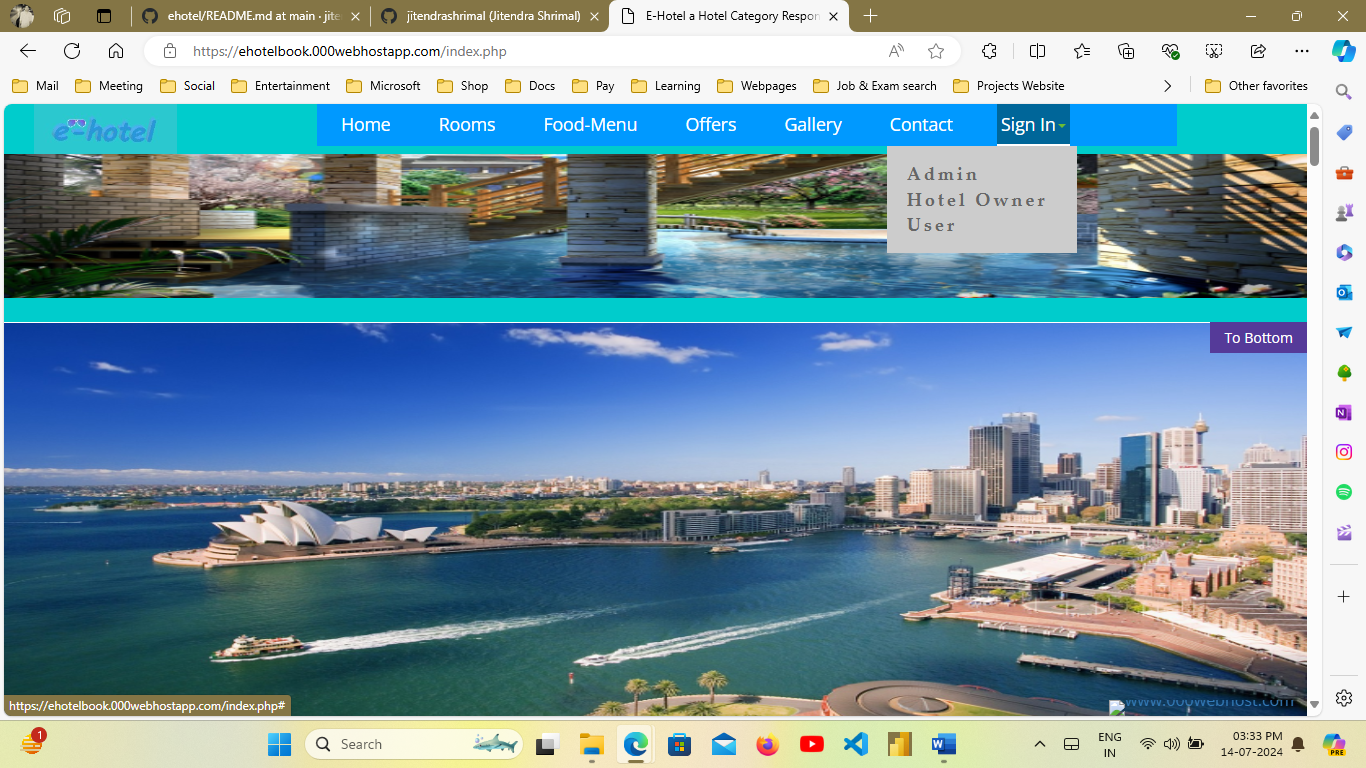 ehotel/README.md at main · jite
jitendrashrimal (Jitendra Shrimal)
E-Hotel a Hotel Category Respon
https://ehotelbook.000webhostapp.com/index.php
Mail
Meeting
Social
Entertainment
Microsoft
Shop
Docs
Pay
Learning
Webpages
Job & Exam search
Projects Website
Other favorites
e-hotel
Home
Rooms
Food-Menu
Offers
Gallery
Contact
Sign In
Admin
Hotel Owner
User
To Bottom
www.000webhost.com
https://ehotelbook.000webhostapp.com/index.php#
1
Search
ENG
IN
03:33 PM
14-07-2024
PRE